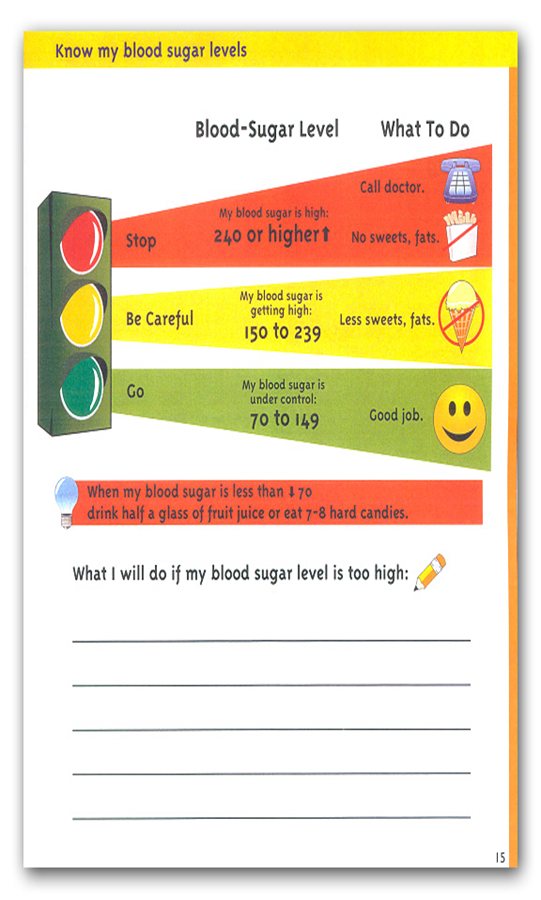 Know my blood sugar levels
Blood-Sugar Level
What To Do
Call doctor.
My blood sugar is high:
240 or higher⬆
No sweets, fats.
Stop
My blood sugar is
getting high:
150 to 239
Be Careful
Less sweets, fats.
My blood sugar is
under control:
70 to 149
Go
Good job.
When my blood sugar is less than ⬇70
drink half a glass of fruit juice or eat 7-8 hard candies.
What I will do if my blood sugar level is too high:
15